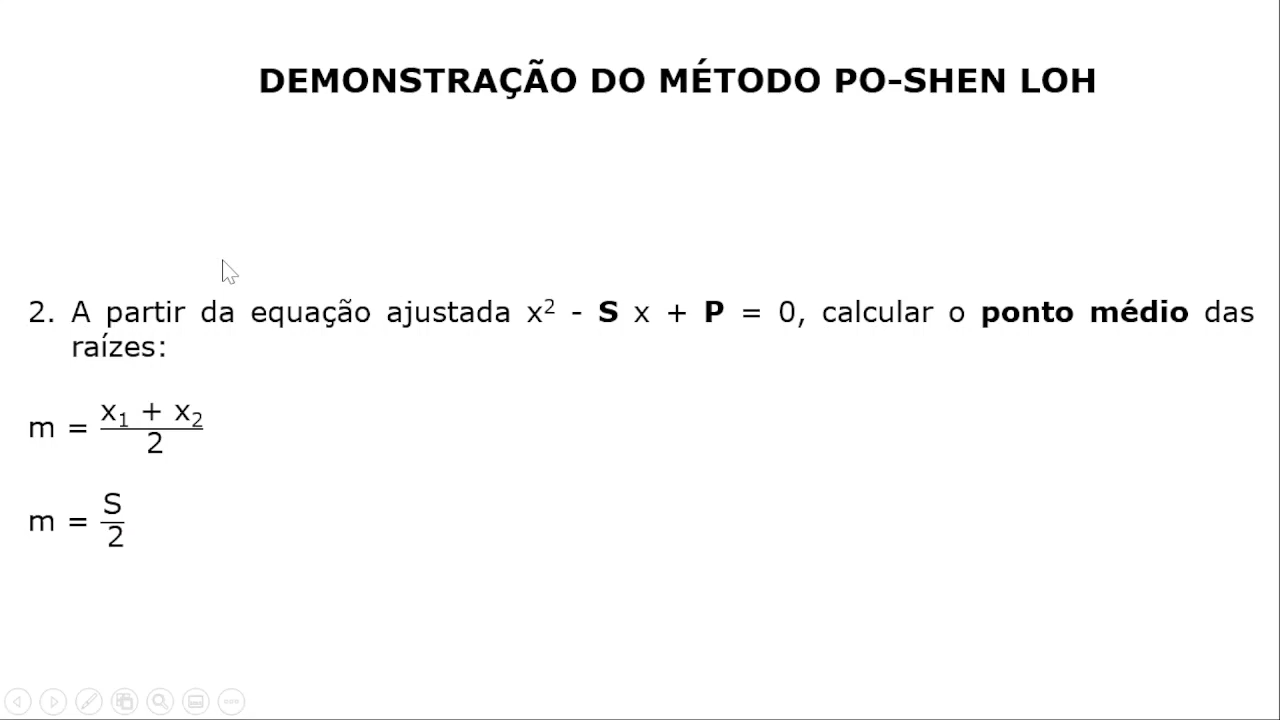 DEMONSTRAÇÃO DO MÉTODO PO-SHEN LOH
2. A partir da equação ajustada x² - S x + P = 0, calcular o ponto médio das
raízes:
m = (x₁ + x₂)/2
m = S/2